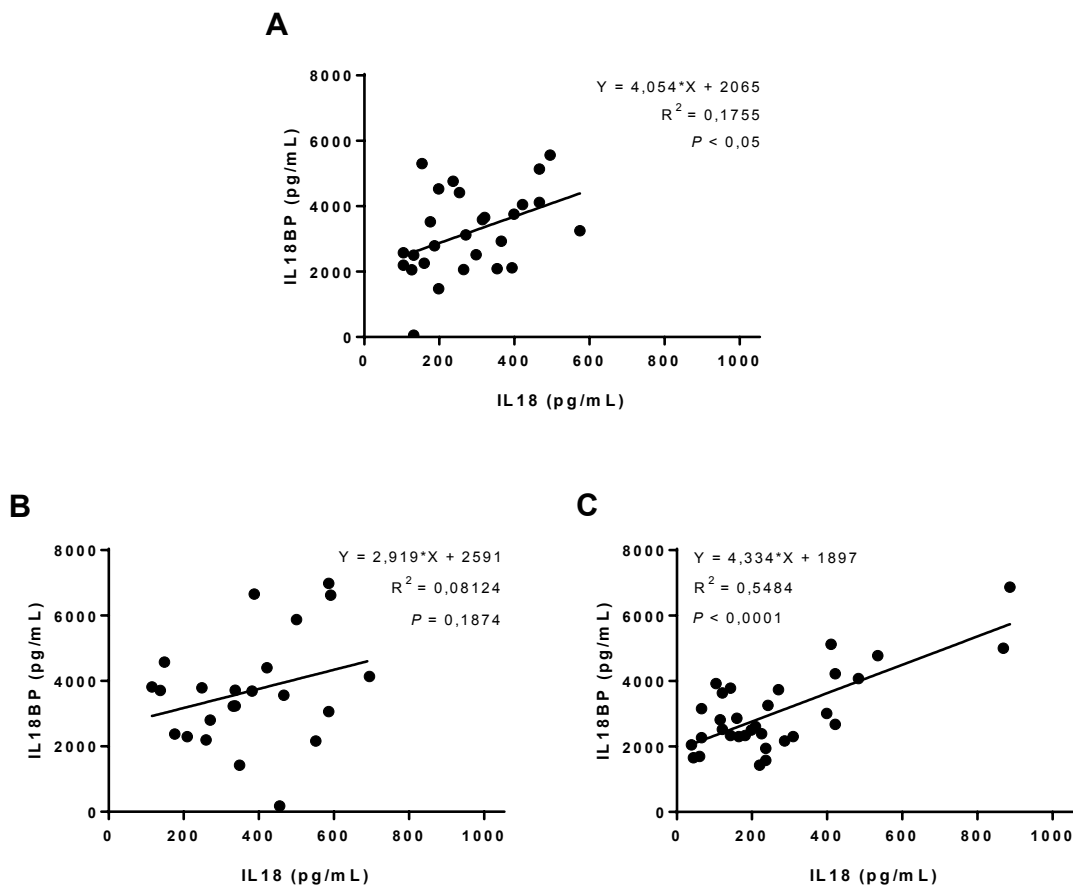 A
8000
6000
4000
2000
0
IL18BP (pg/mL)
Y = 4,054*X + 2065
R² = 0,1755
P < 0,05
0 200 400 600 800 1000
IL18 (pg/mL)
B
8000
6000
4000
2000
0
IL18BP (pg/mL)
Y = 2,919*X + 2591
R² = 0,08124
P = 0,1874
0 200 400 600 800 1000
IL18 (pg/mL)
C
8000
6000
4000
2000
0
IL18BP (pg/mL)
Y = 4,334*X + 1897
R² = 0,5484
P < 0,0001
0 200 400 600 800 1000
IL18 (pg/mL)